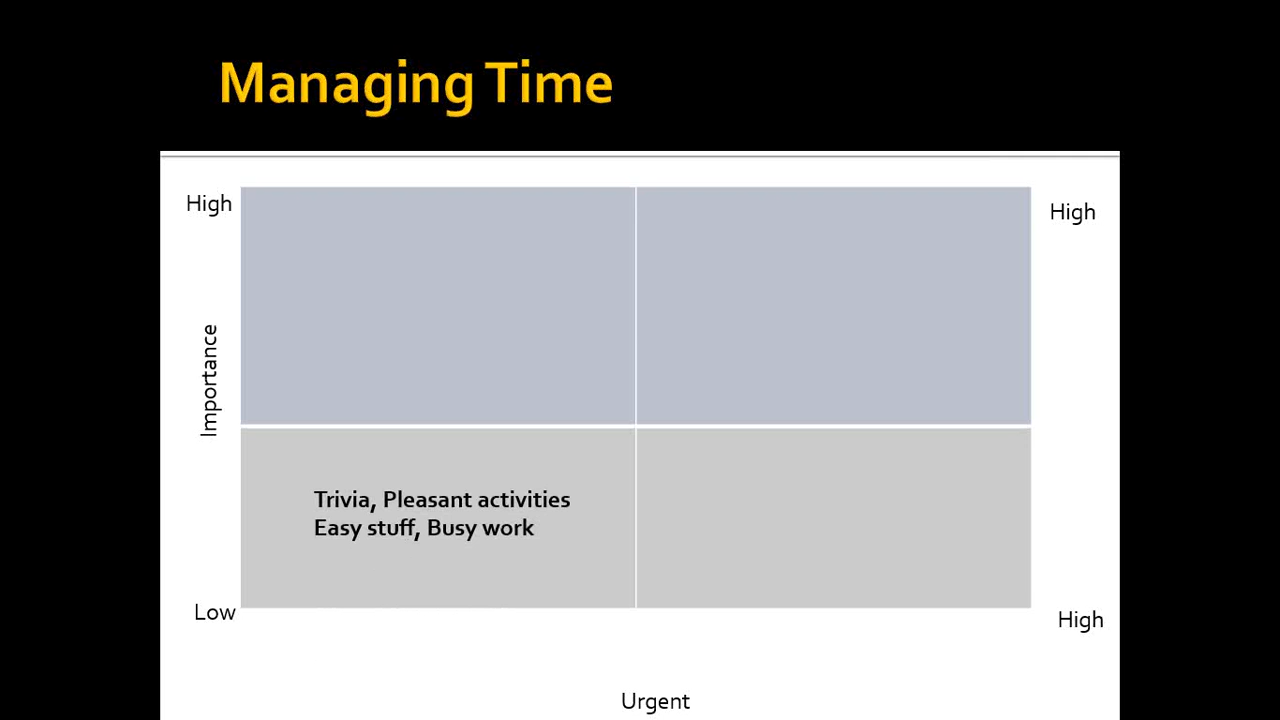 Managing Time
High
High
Importance
Trivia, Pleasant activities
Easy stuff, Busy work
Low
High
Urgent